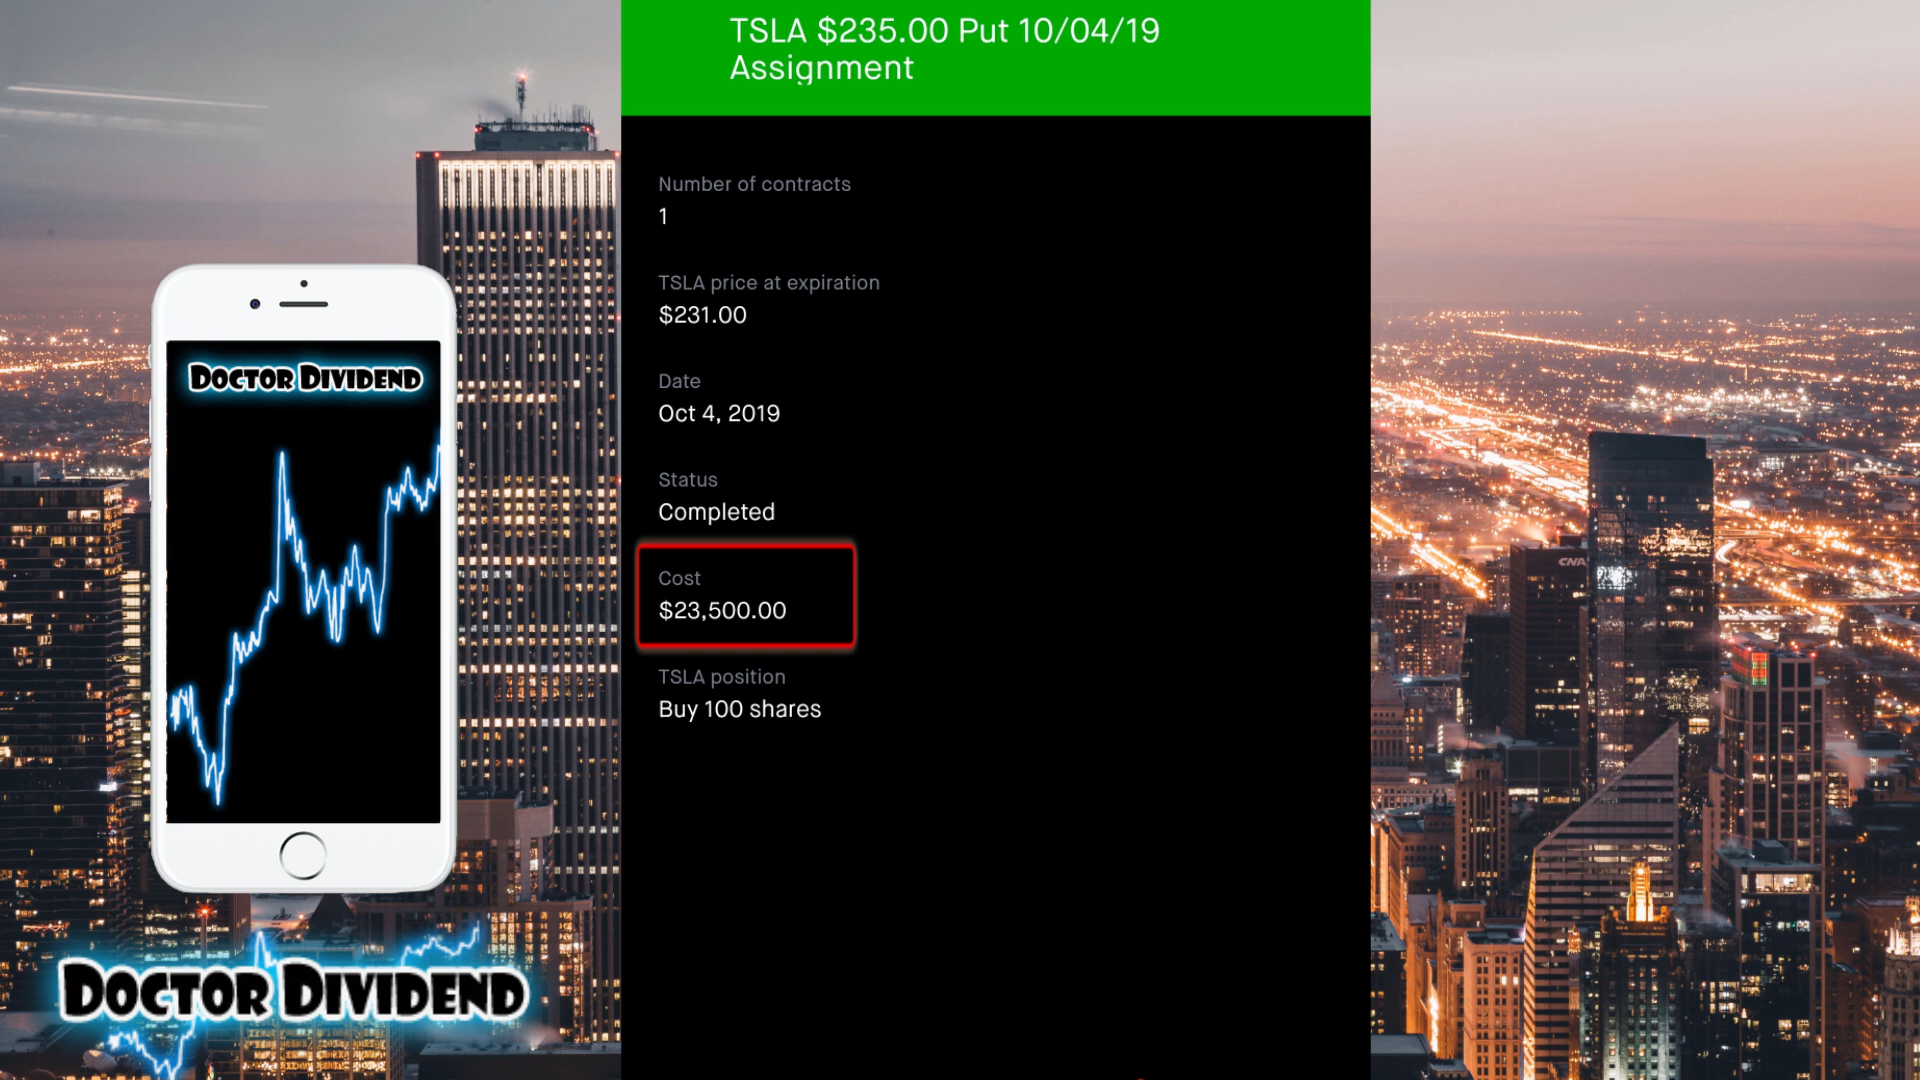 TSLA $235.00 Put 10/04/19
Assignment
Number of contracts
1
TSLA price at expiration
$231.00
Date
Oct 4, 2019
Status
Completed
Cost
$23,500.00
TSLA position
Buy 100 shares
DOCTOR DIVIDEND
DOCTOR DIVIDEND
CNA